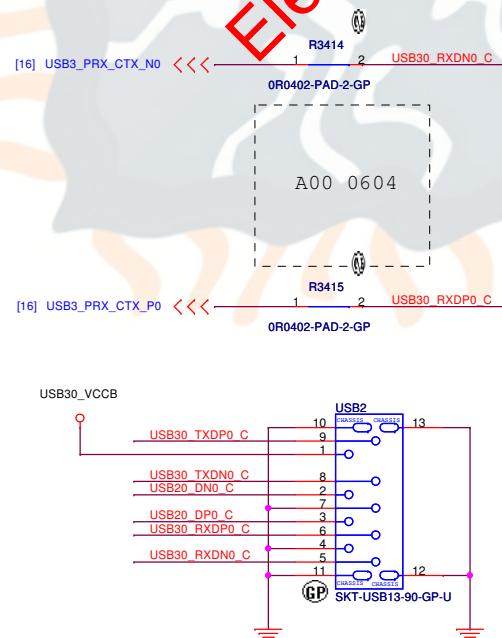 Ele
R3414
[16] USB3_PRX_CTX_N0
1 2
USB30_RXDN0_C
0R0402-PAD-2-GP
A00 0604
R3415
[16] USB3_PRX_CTX_P0
1 2
USB30_RXDP0_C
0R0402-PAD-2-GP
USB30_VCCB
USB2
CHASSIS CHASSIS
10 13
USB30_TXDP0_C 9
1
USB30_TXDN0_C 8
USB20_DN0_C 2
7
USB20_DP0_C 3
USB30_RXDP0_C 6
4
USB30_RXDN0_C 5
11 12
CHASSIS CHASSIS
GP
SKT-USB13-90-GP-U